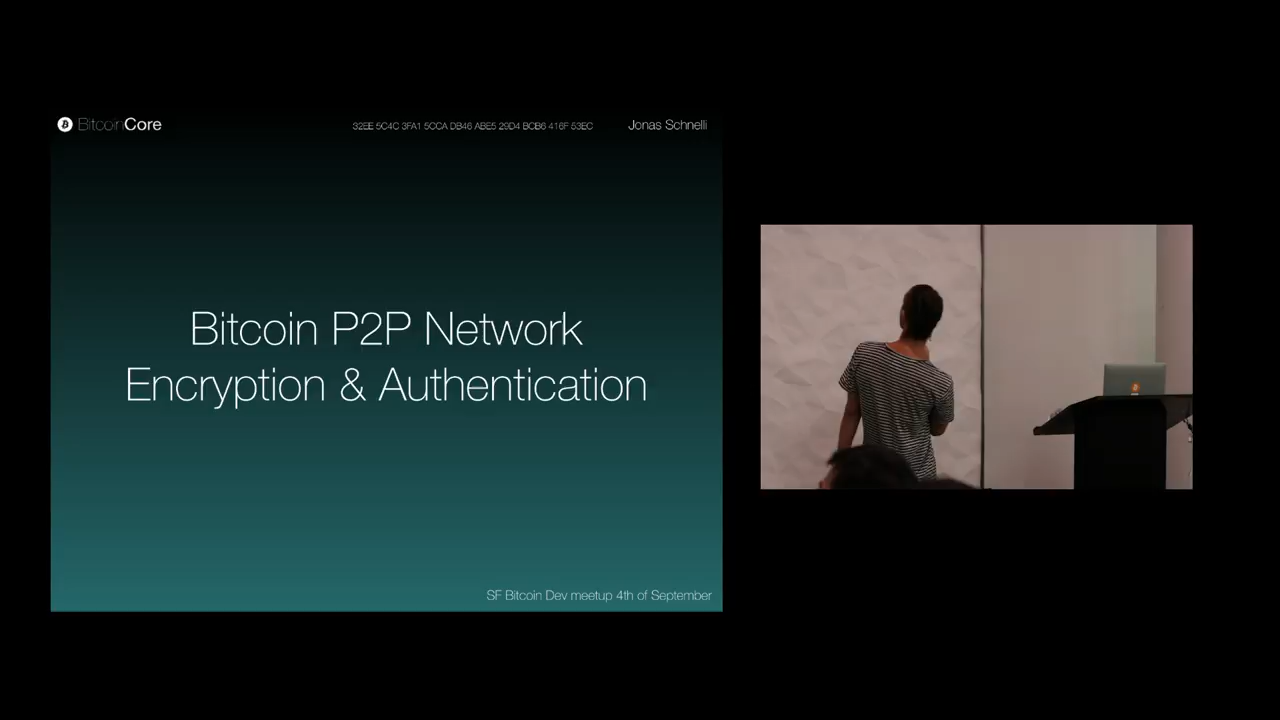 BitcoinCore
32EE 5C4C 3FA1 5CCA DB46 ABE5 29D4 BCB6 416F 53EC
Jonas Schnelli
Bitcoin P2P Network
Encryption & Authentication
SF Bitcoin Dev meetup 4th of September